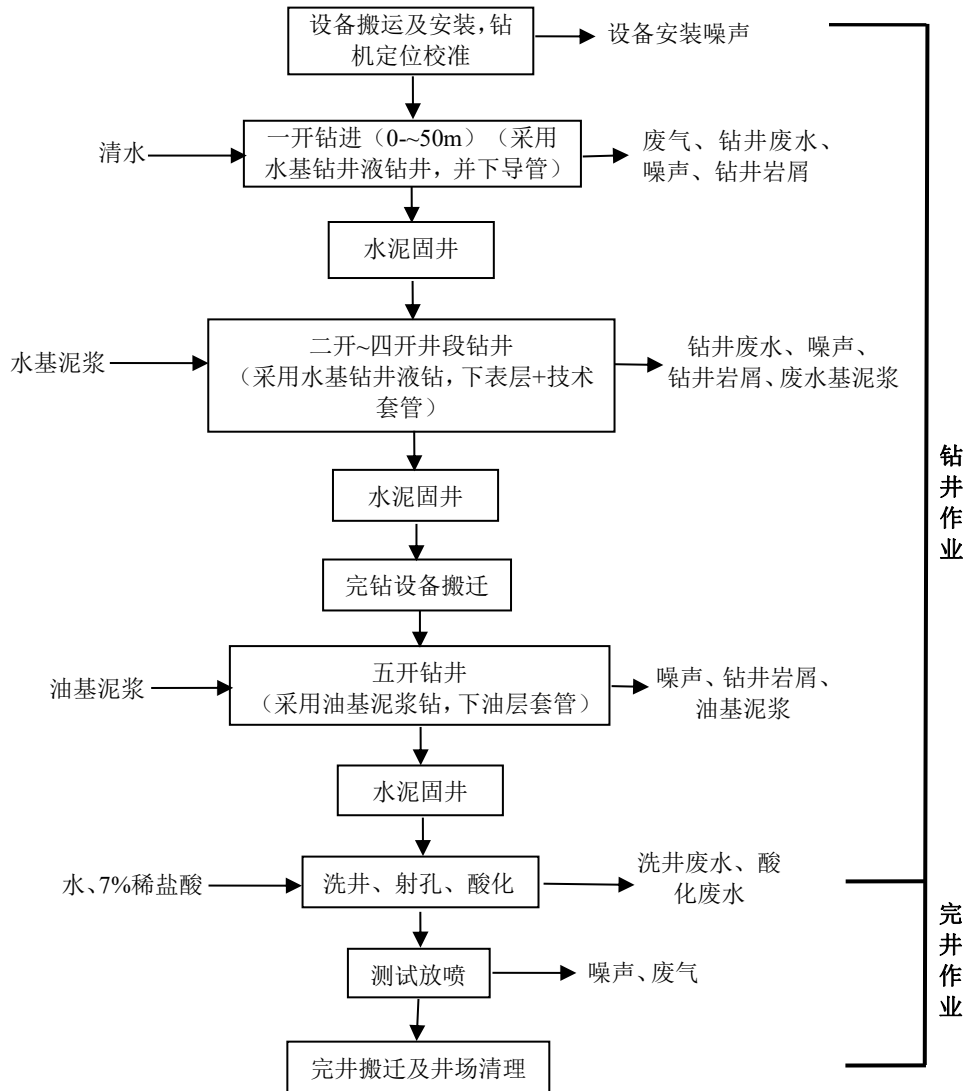 设备搬运及安装,钻
机定位校准
设备安装噪声
清水
一开钻进（0-~50m）（采用
水基钻井液钻井，并下导管）
废气、钻井废水、
噪声、钻井岩屑
水泥固井
水基泥浆
二开~四开井段钻井
（采用水基钻井液钻，下表层+技术
套管）
钻井废水、噪声、
钻井岩屑、废水基泥浆
水泥固井
钻井作业
完钻设备搬迁
油基泥浆
五开钻井
（采用油基泥浆钻，下油层套管）
噪声、钻井岩屑、
油基泥浆
水泥固井
水、7%稀盐酸
洗井、射孔、酸化
洗井废水、酸
化废水
测试放喷
噪声、废气
完井作业
完井搬迁及井场清理